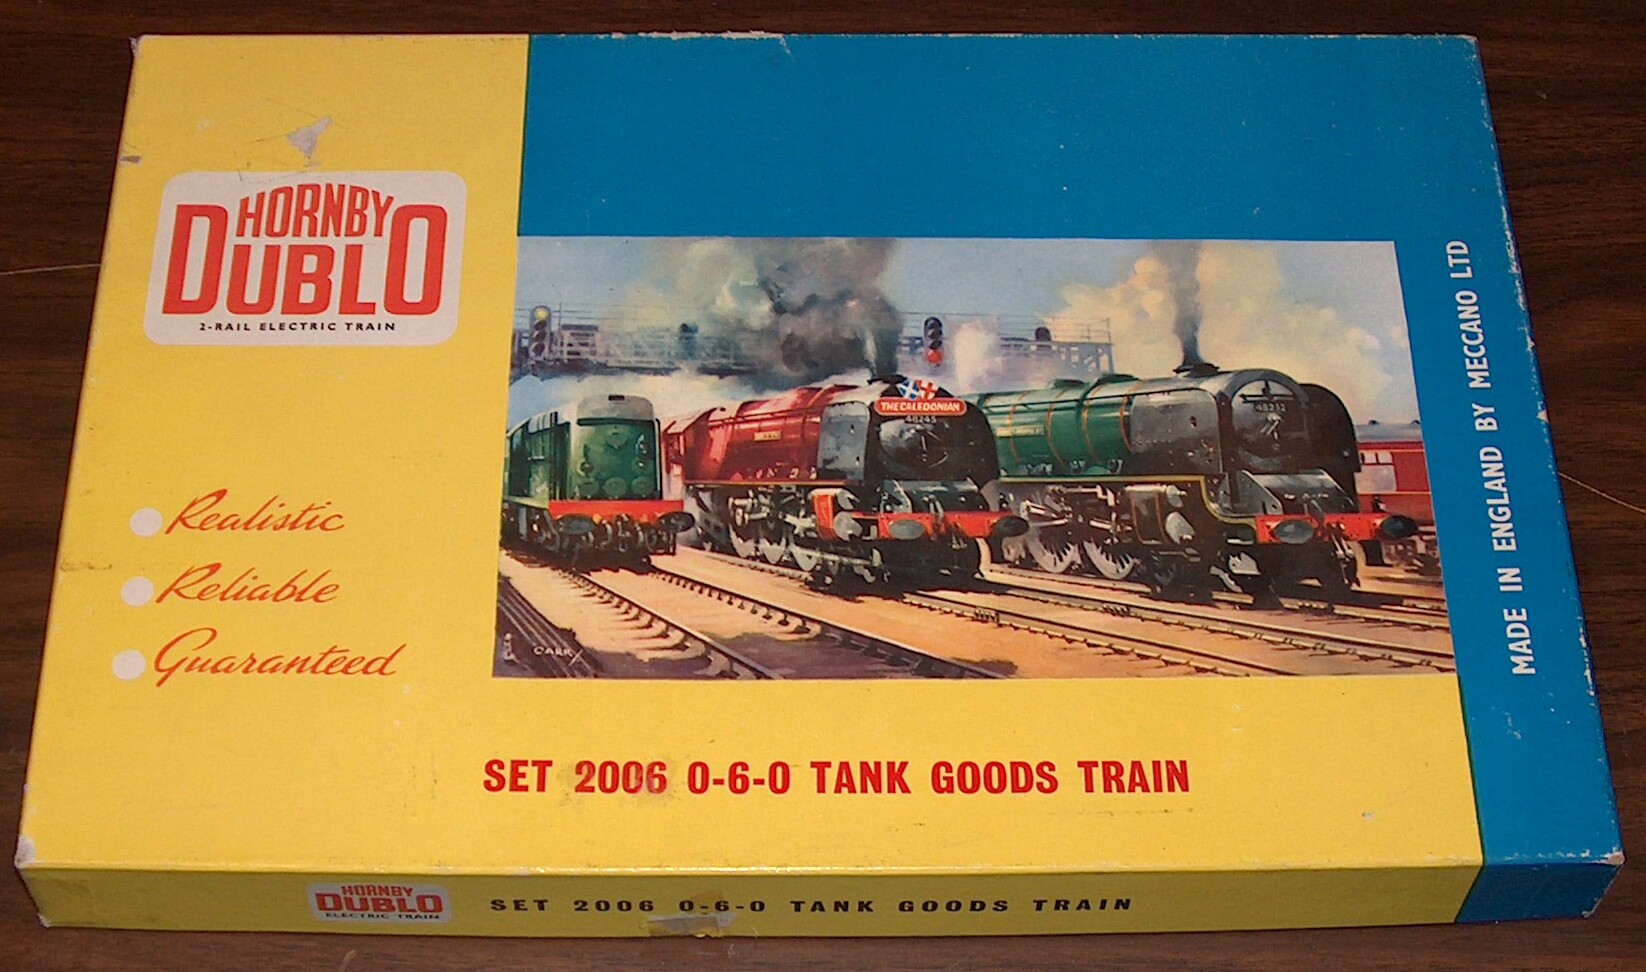 HORNBY
DUBLO
2-RAIL ELECTRIC TRAIN
THE CALEDONIAN
46245
46232
Realistic
Reliable
Guaranteed
CARR
SET 2006 0-6-0 TANK GOODS TRAIN
MADE IN ENGLAND BY MECCANO LTD
HORNBY
DUBLO
ELECTRIC TRAIN
SET 2006 0-6-0 TANK GOODS TRAIN